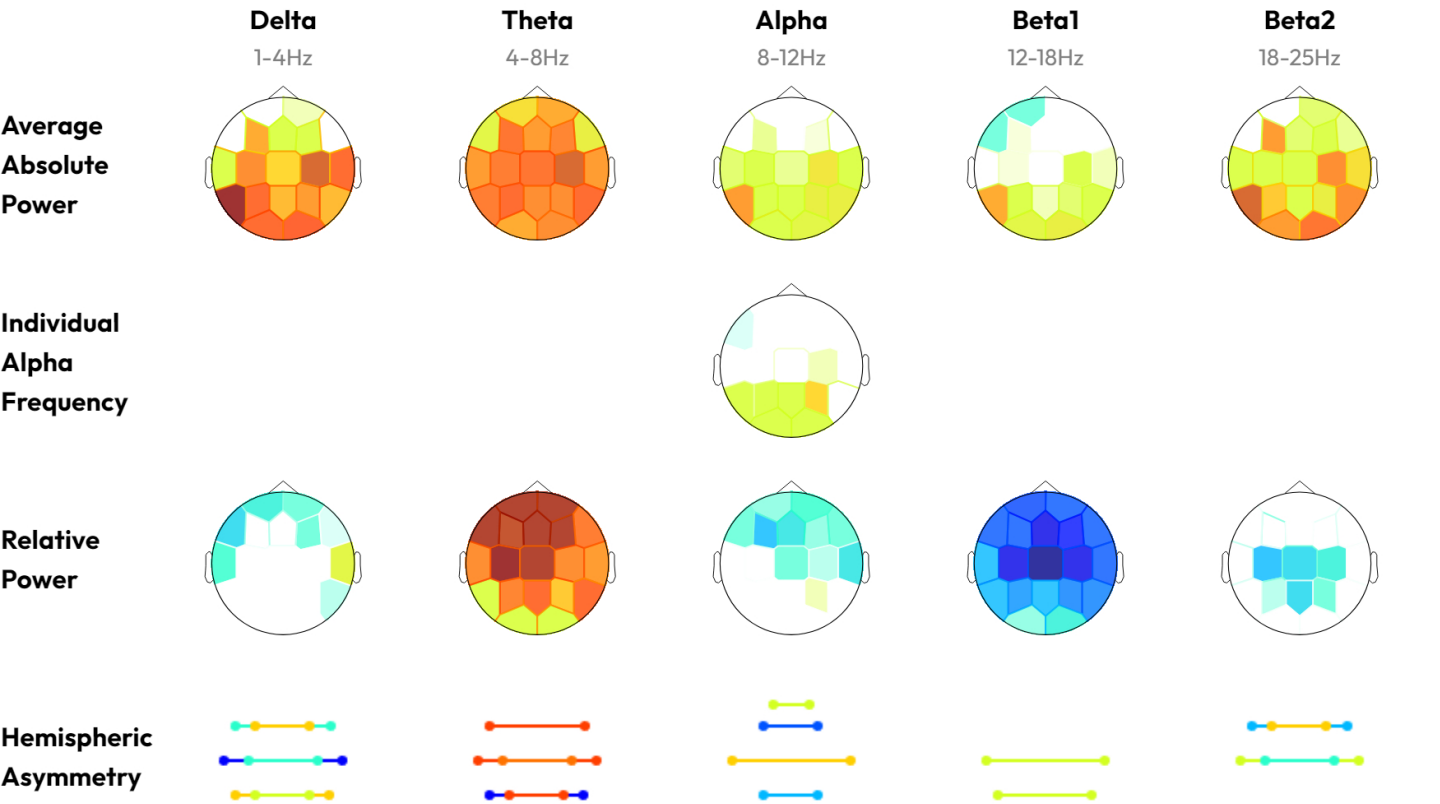 Delta Theta Alpha Beta1 Beta2
1-4Hz 4-8Hz 8-12Hz 12-18Hz 18-25Hz
Average
Absolute
Power
Individual
Alpha
Frequency
Relative
Power
Hemispheric
Asymmetry